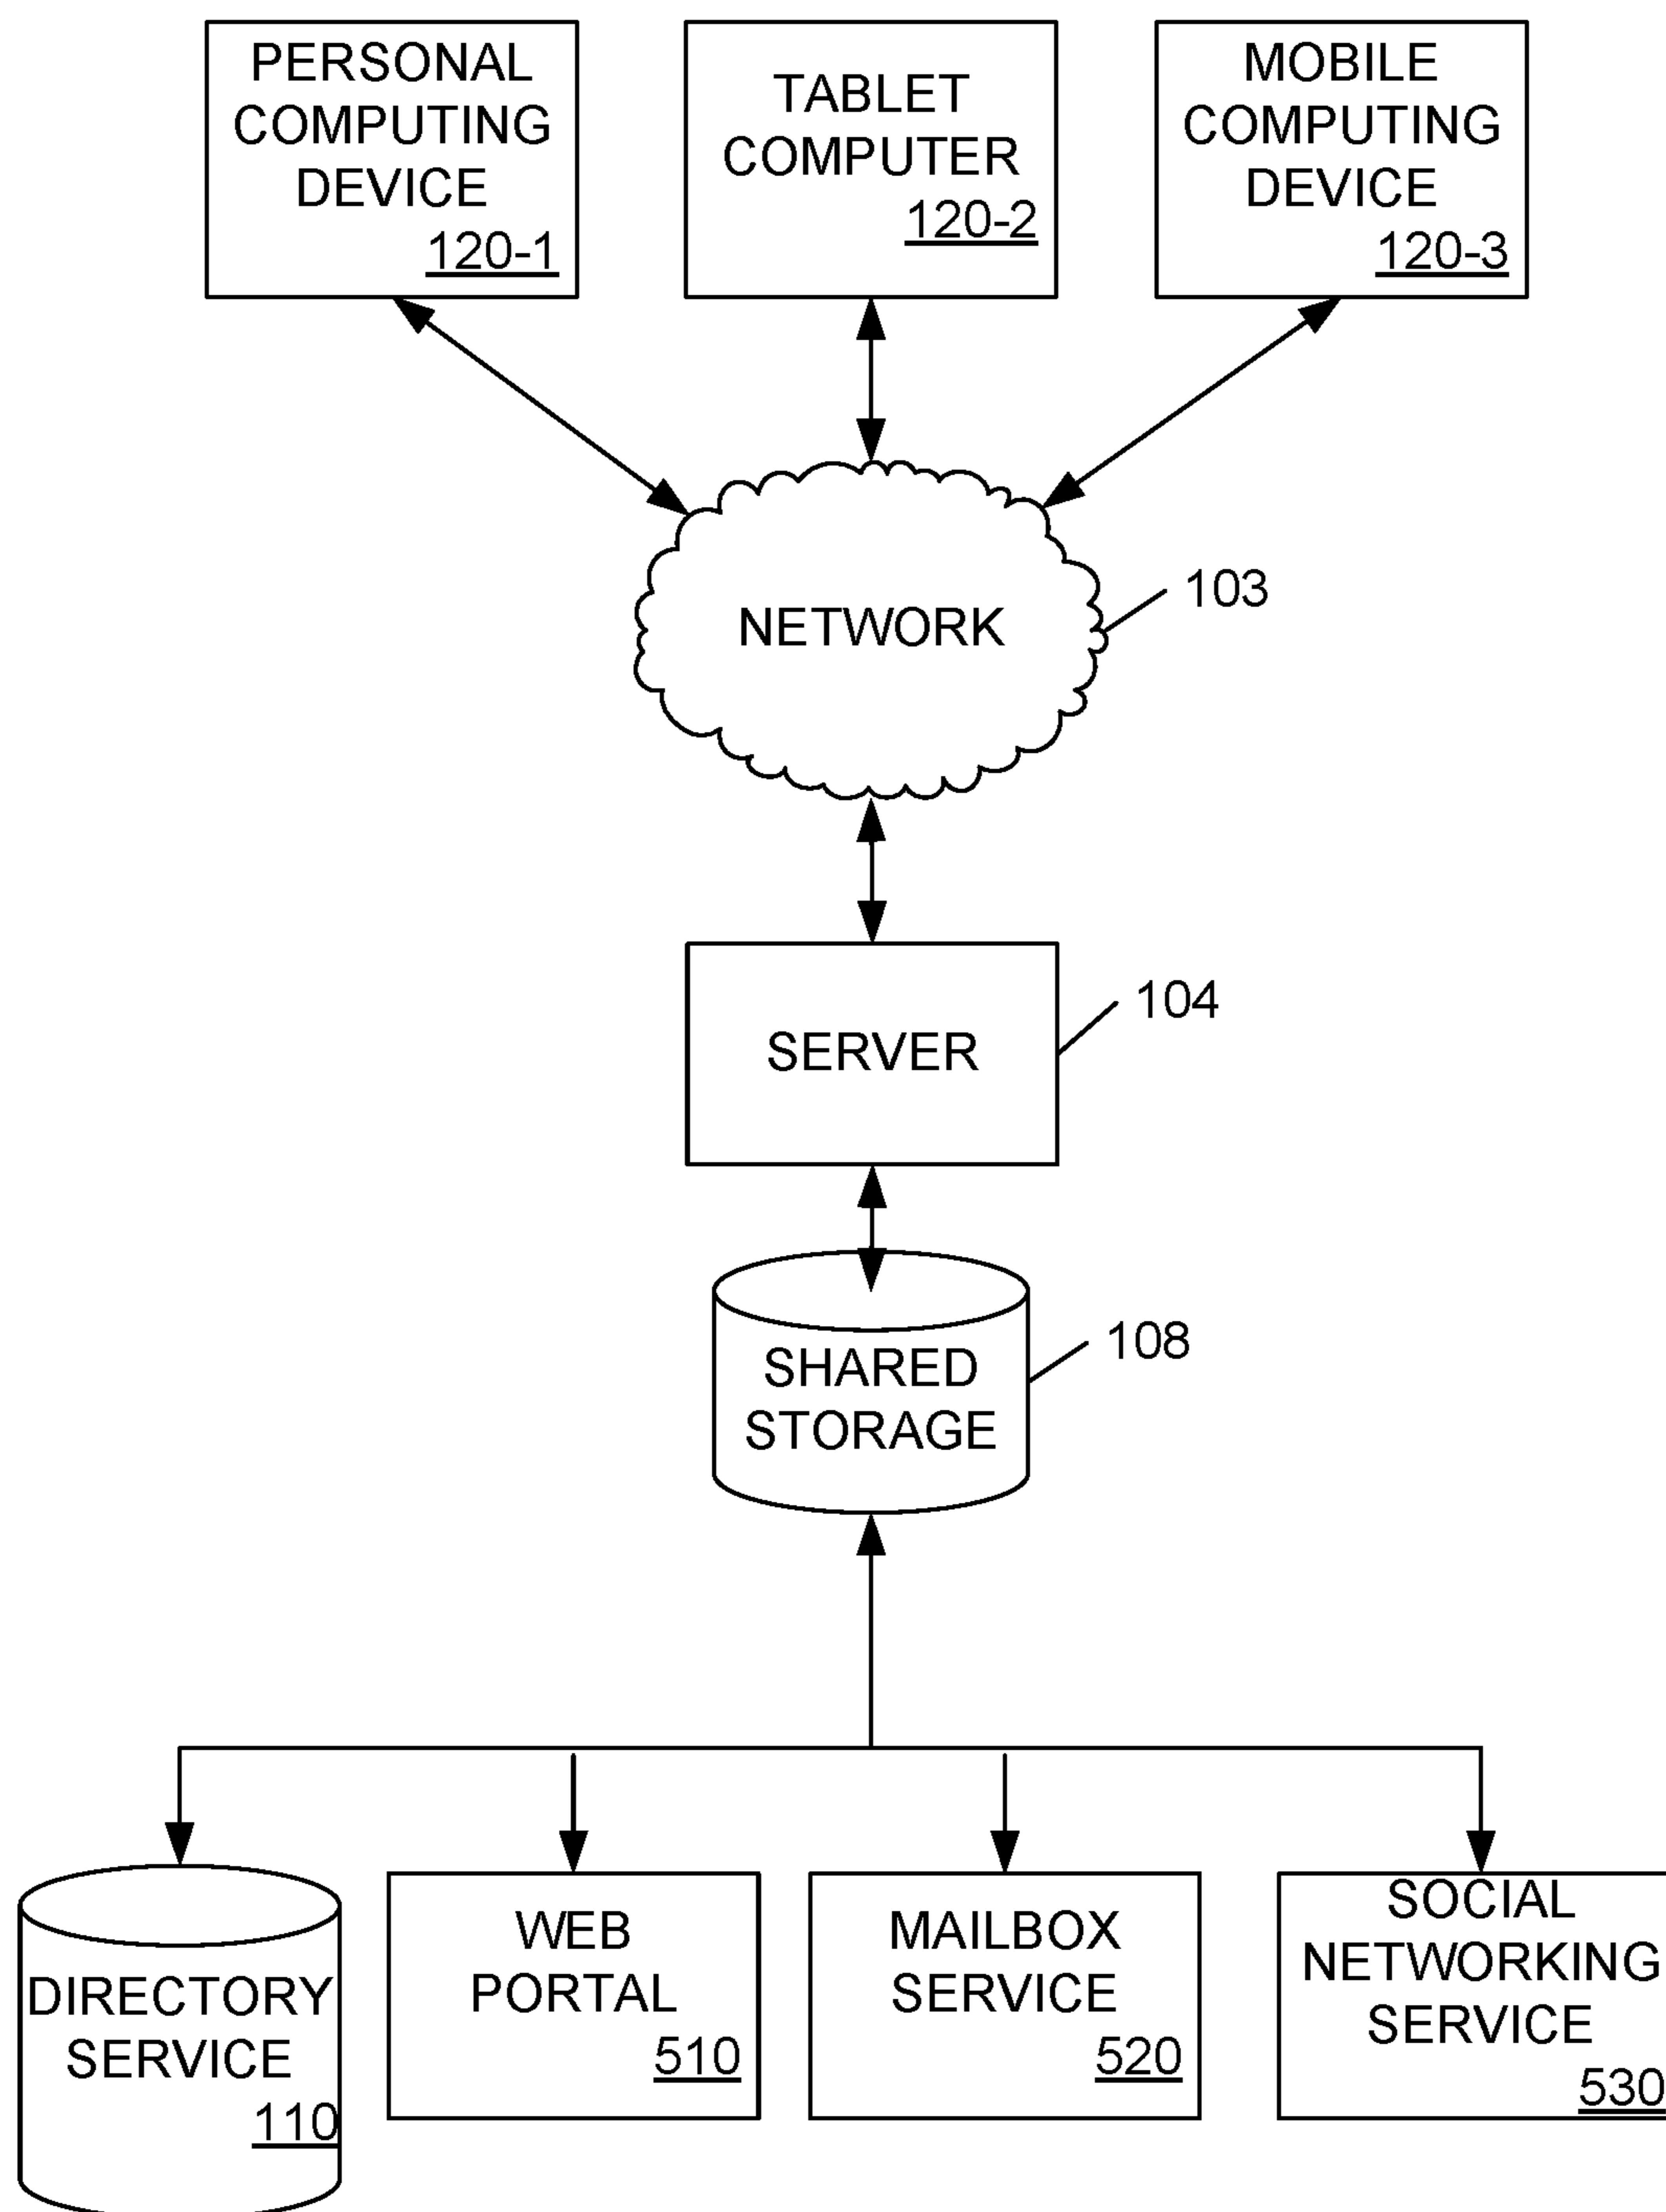 PERSONAL
COMPUTING
DEVICE
120-1
TABLET
COMPUTER
120-2
MOBILE
COMPUTING
DEVICE
120-3
NETWORK
103
SERVER
104
SHARED
STORAGE
108
DIRECTORY
SERVICE
110
WEB
PORTAL
510
MAILBOX
SERVICE
520
SOCIAL
NETWORKING
SERVICE
530